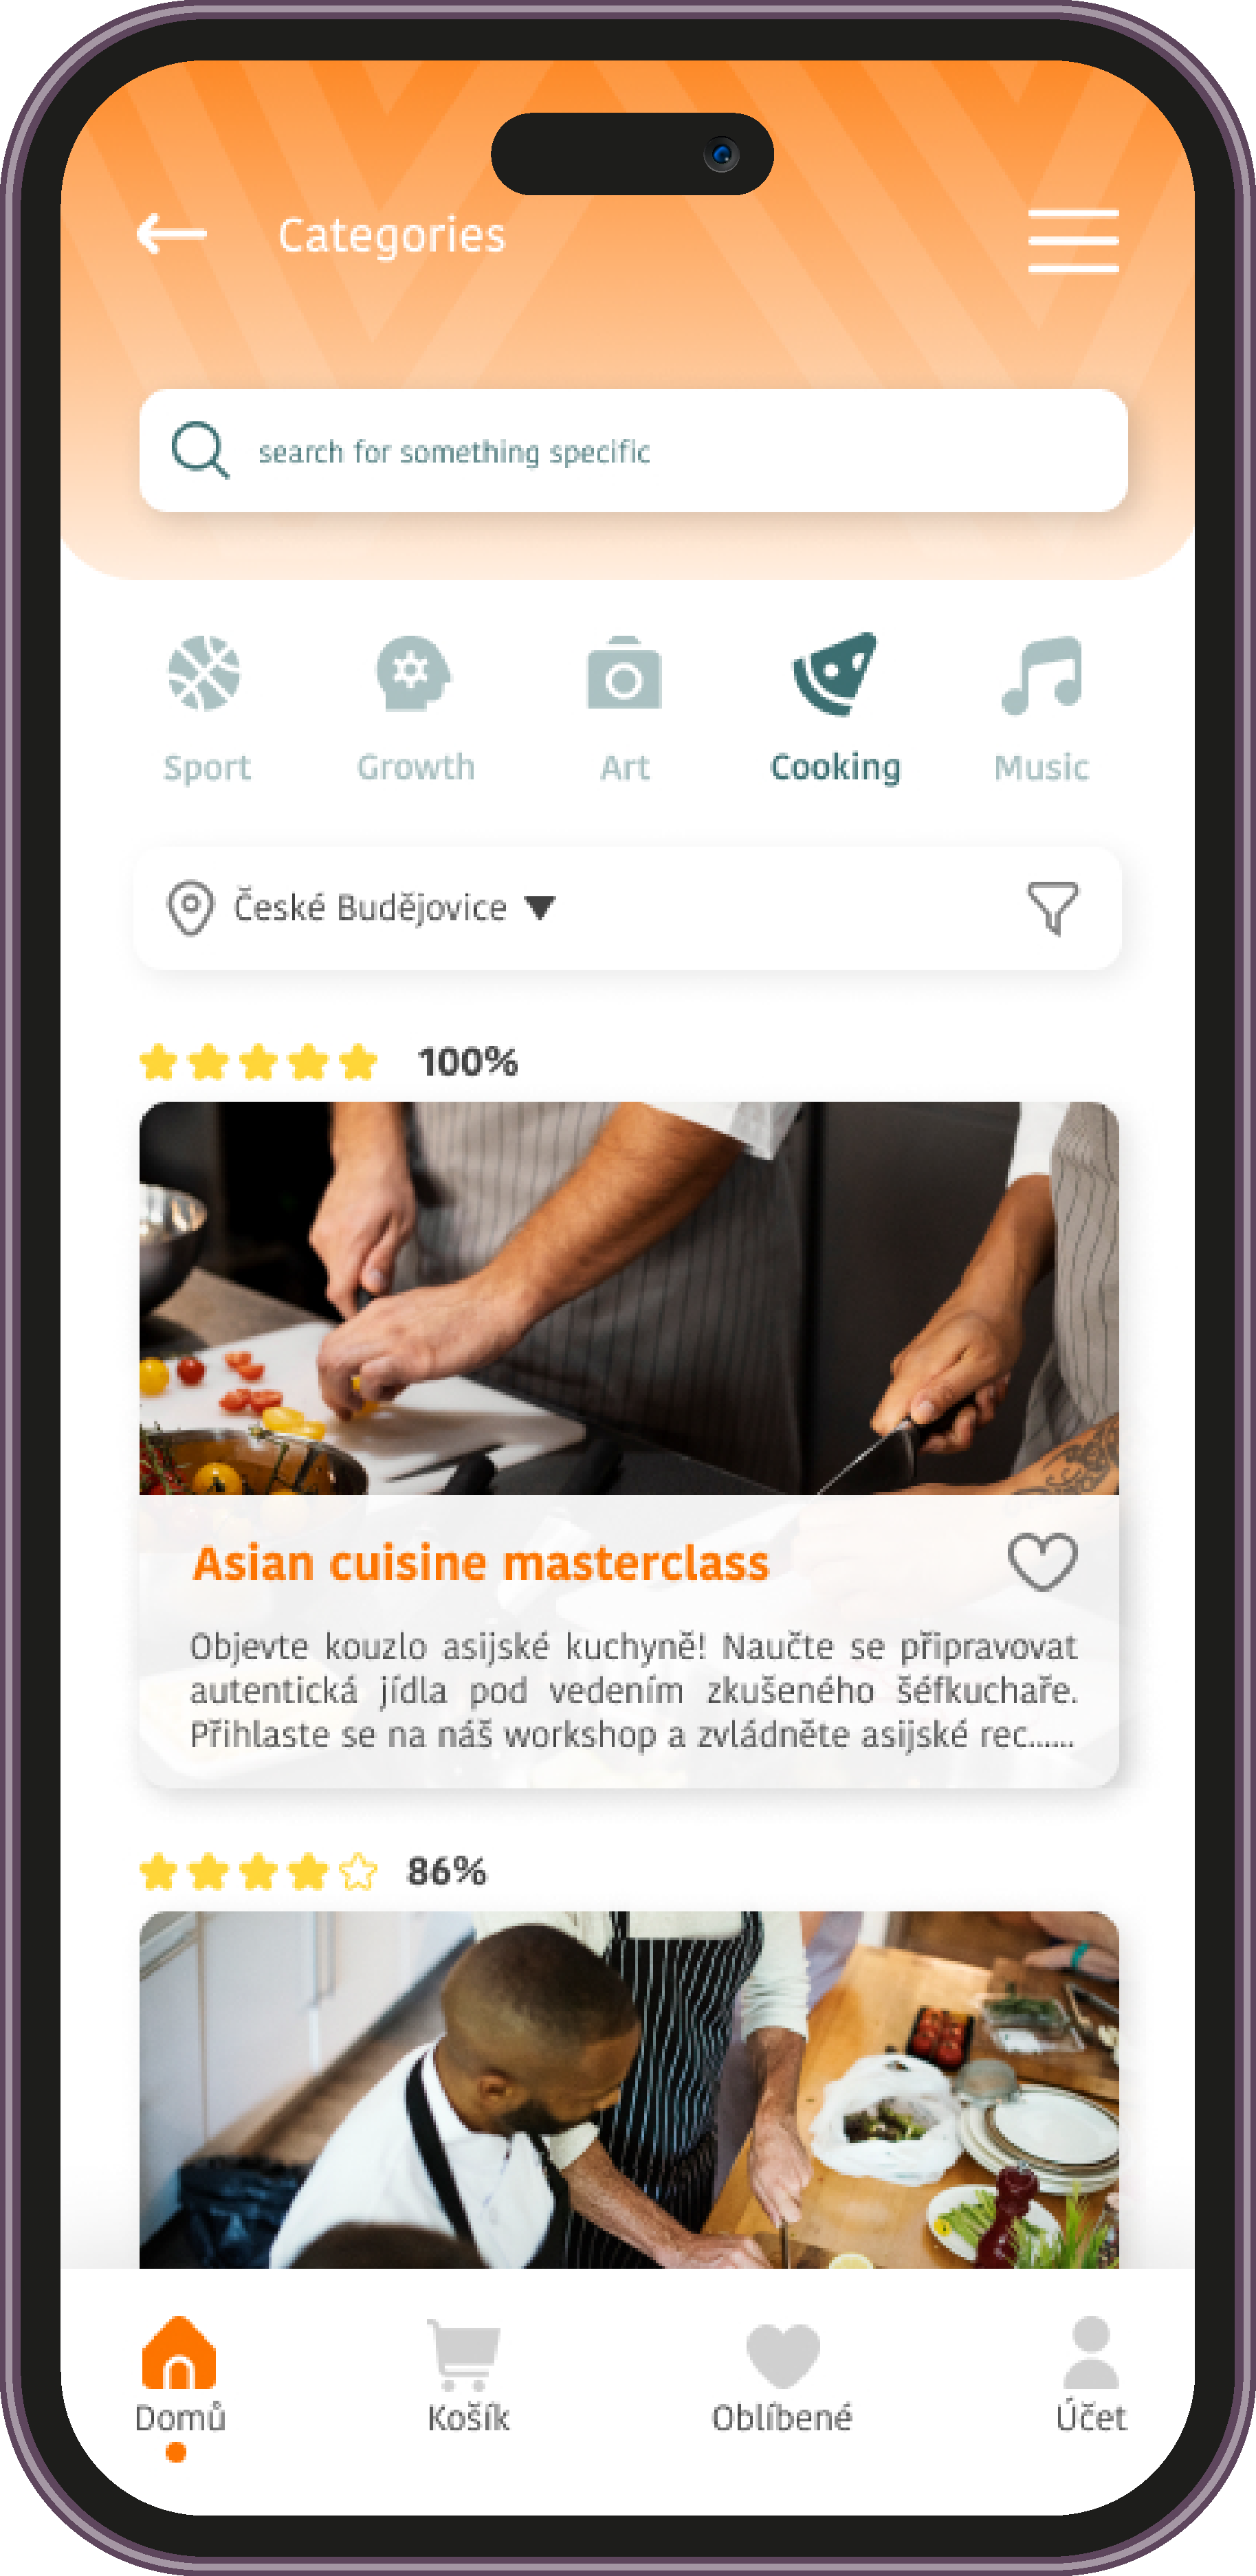 Categories
search for something specific
Sport Growth Art Cooking Music
České Budějovice
100%
Asian cuisine masterclass
Objevte kouzlo asijské kuchyně! Naučte se připravovat
autentická jídla pod vedením zkušeného šéfkuchaře.
Přihlaste se na náš workshop a zvládněte asijské rec......
86%
Domů Košík Oblíbené Účet